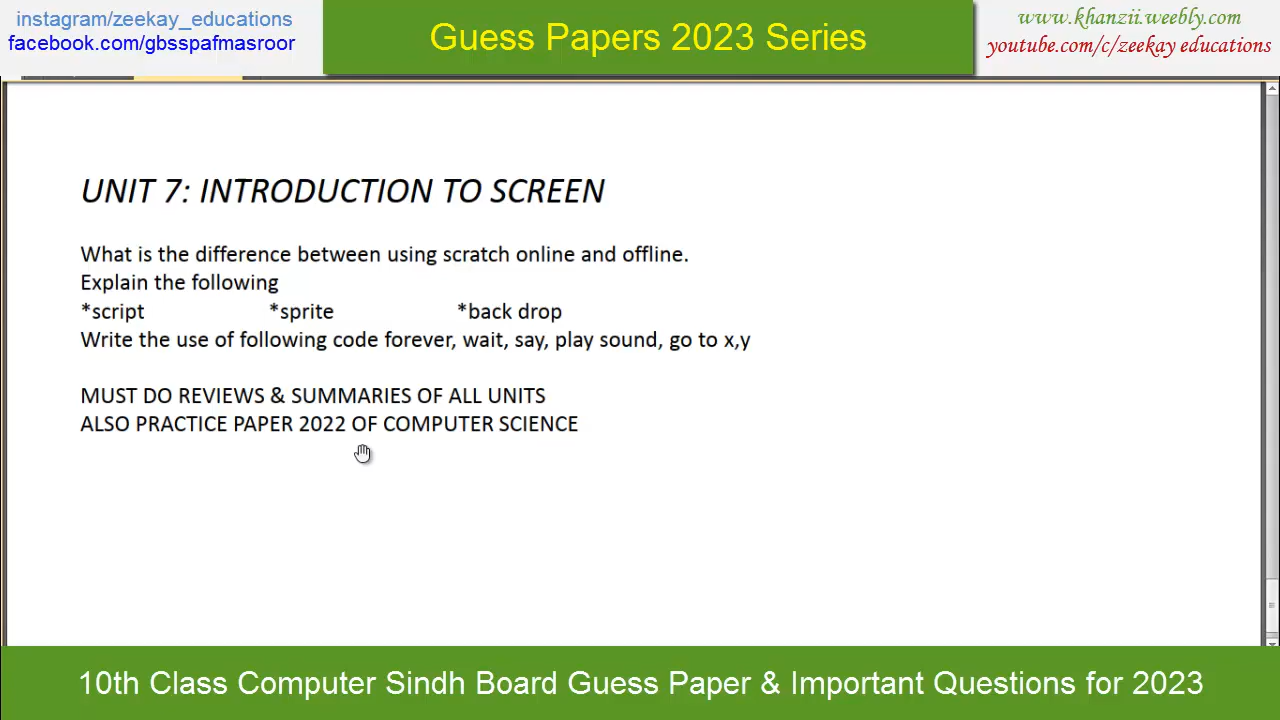 instagram/zeekay_educations
facebook.com/gbsspafmasroor
Guess Papers 2023 Series
www.khanzii.weebly.com
youtube.com/c/zeekay educations
UNIT 7: INTRODUCTION TO SCREEN
What is the difference between using scratch online and offline.
Explain the following
*script *sprite *back drop
Write the use of following code forever, wait, say, play sound, go to x,y
MUST DO REVIEWS & SUMMARIES OF ALL UNITS
ALSO PRACTICE PAPER 2022 OF COMPUTER SCIENCE
10th Class Computer Sindh Board Guess Paper & Important Questions for 2023